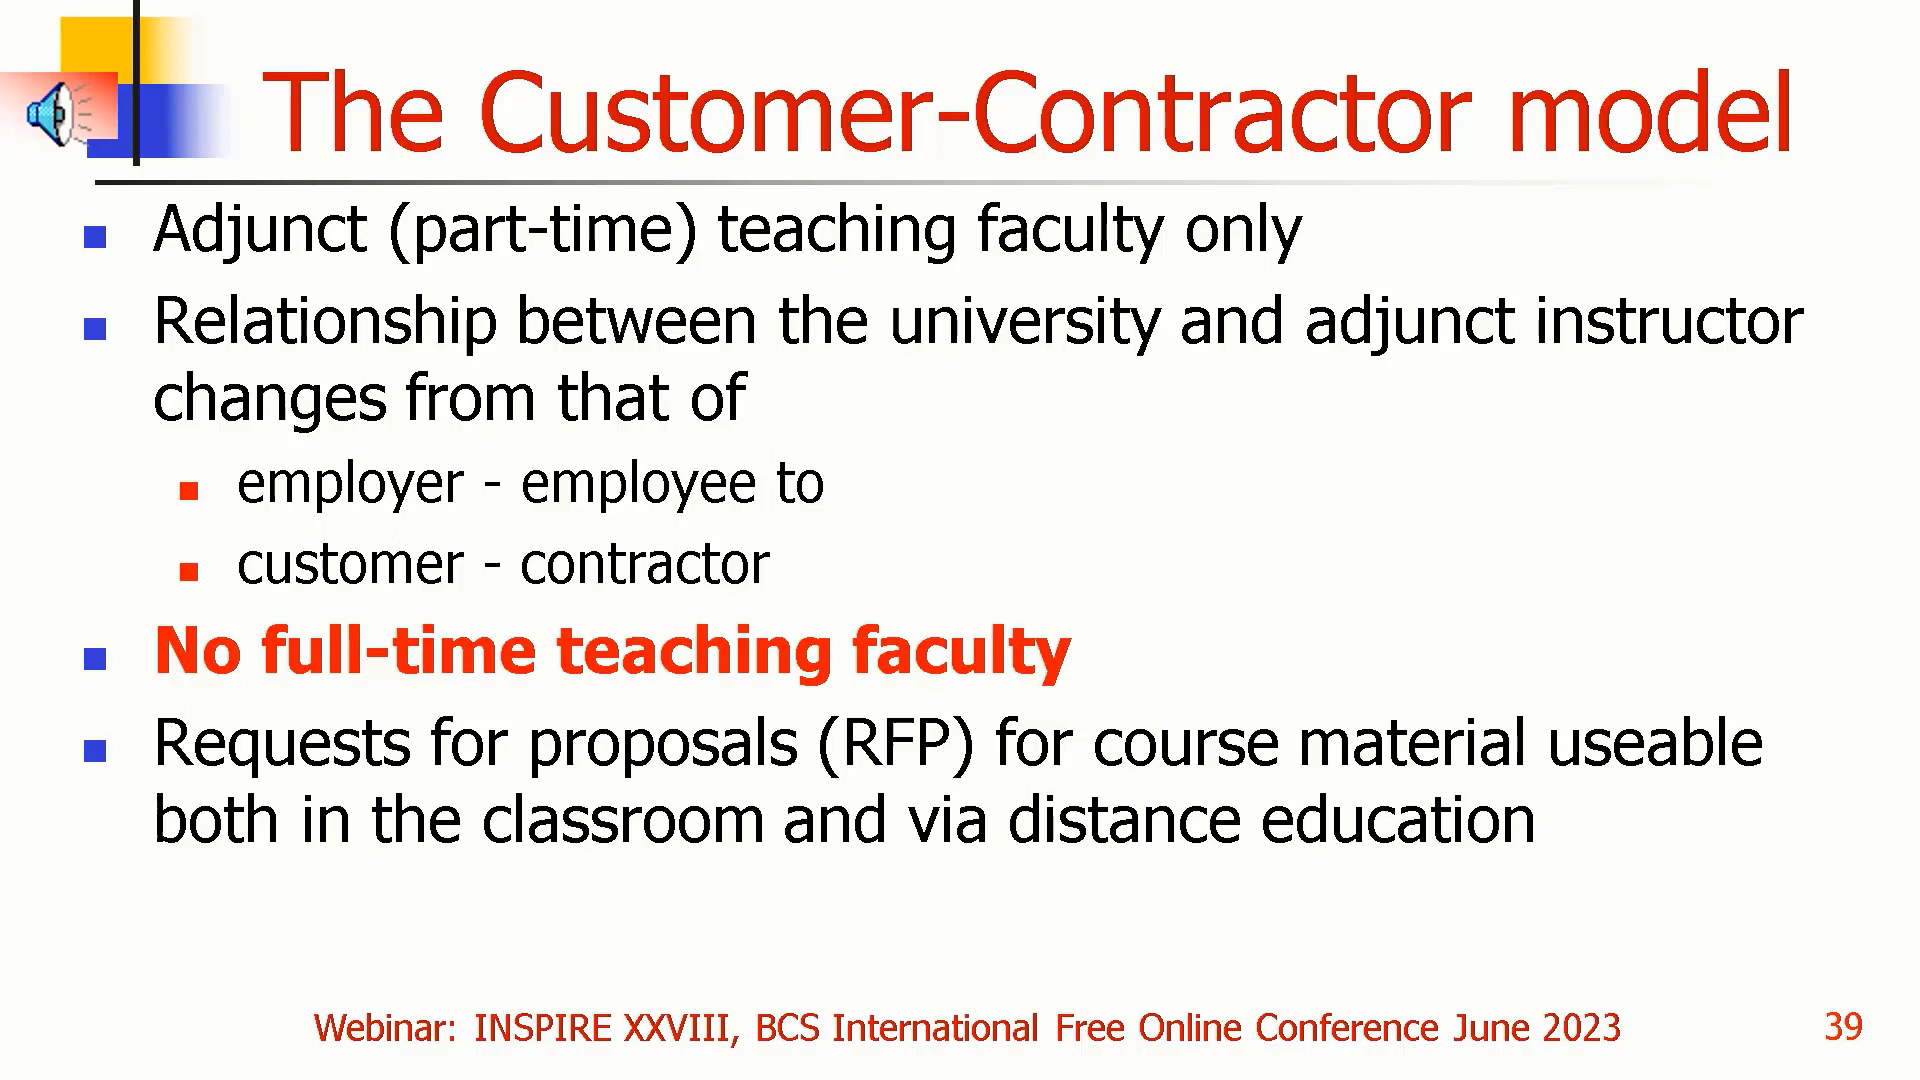 The Customer-Contractor model
Adjunct (part-time) teaching faculty only
Relationship between the university and adjunct instructor
changes from that of
employer - employee to
customer - contractor
No full-time teaching faculty
Requests for proposals (RFP) for course material useable
both in the classroom and via distance education
Webinar: INSPIRE XXVIII, BCS International Free Online Conference June 2023
39